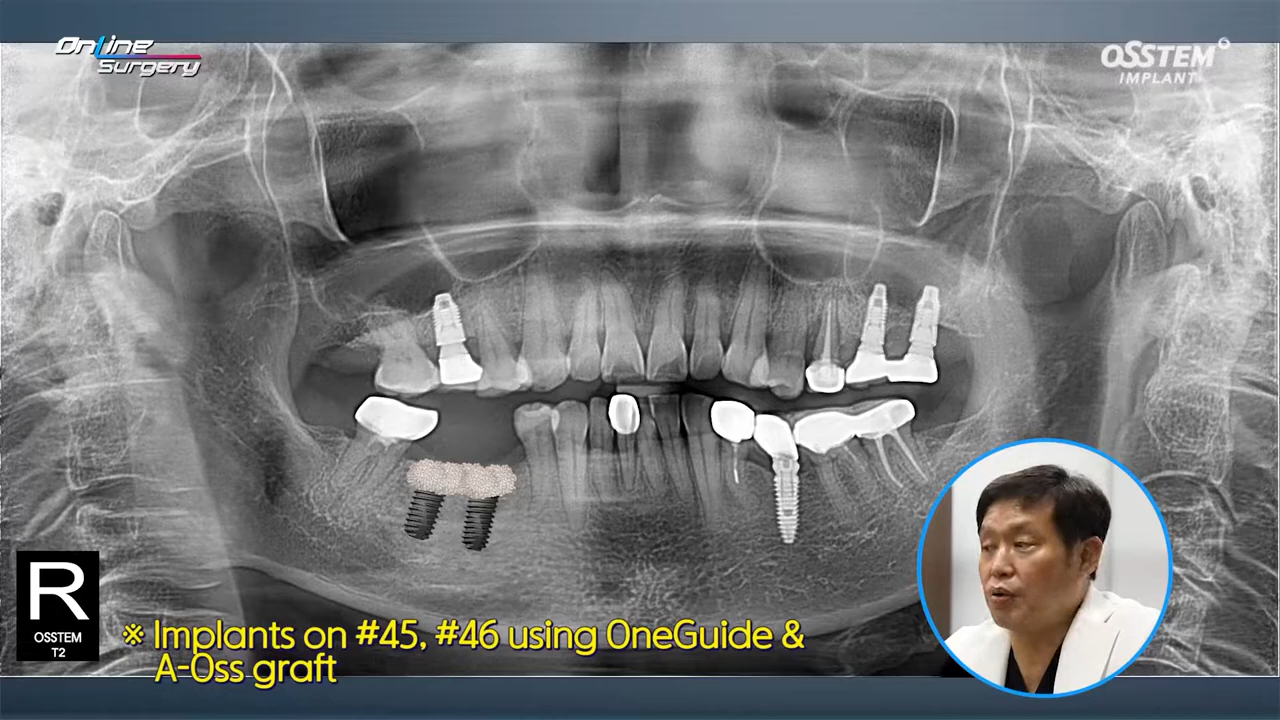 OnLine
Surgery
OSSTEM
IMPLANT
R
OSSTEM
T2
※ Implants on #45, #46 using OneGuide &
A-Oss graft